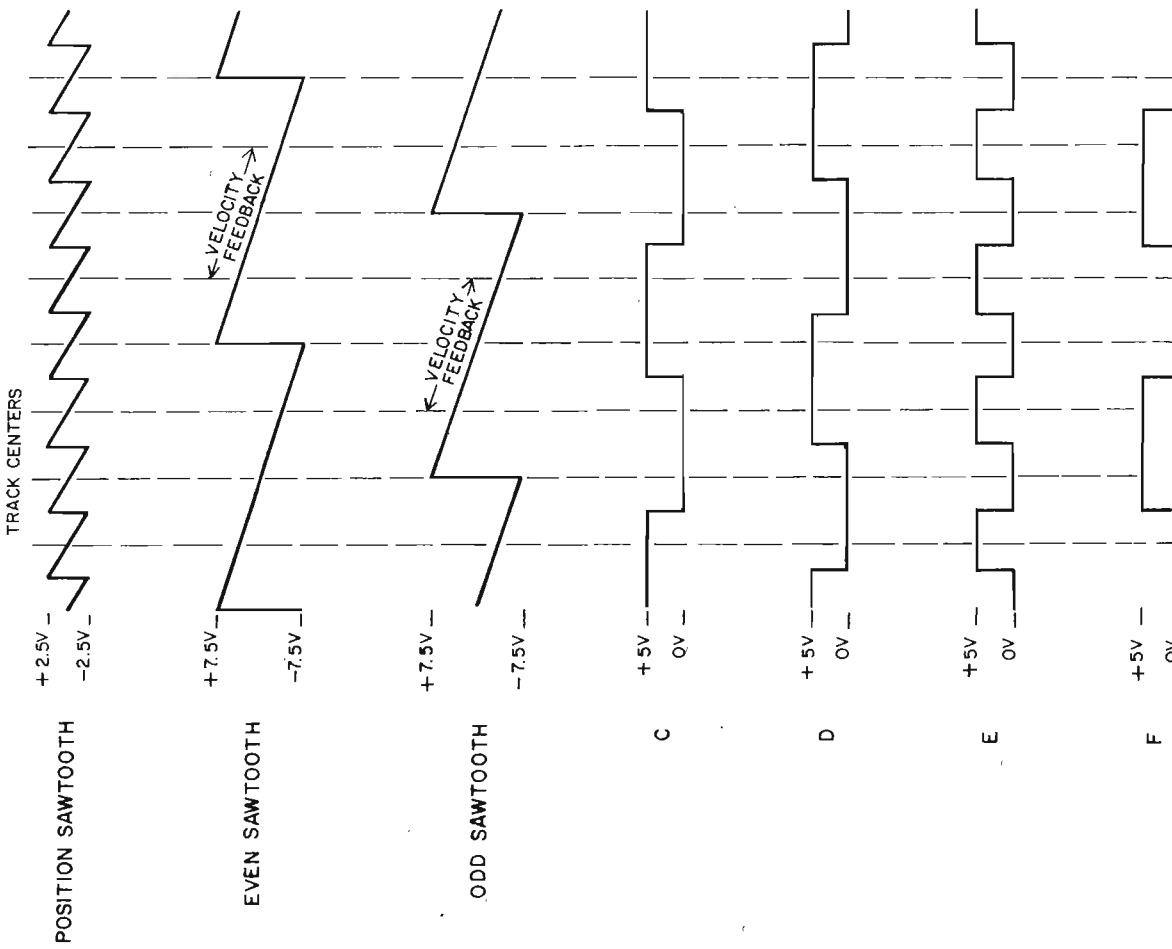 TRACK CENTERS
POSITION SAWTOOTH
+2.5V
-2.5V
EVEN SAWTOOTH
+7.5V
-7.5V
VELOCITY
FEEDBACK
ODD SAWTOOTH
+7.5V
-7.5V
VELOCITY
FEEDBACK
C
+5V
0V
D
+5V
0V
E
+5V
0V
F
+5V
0V